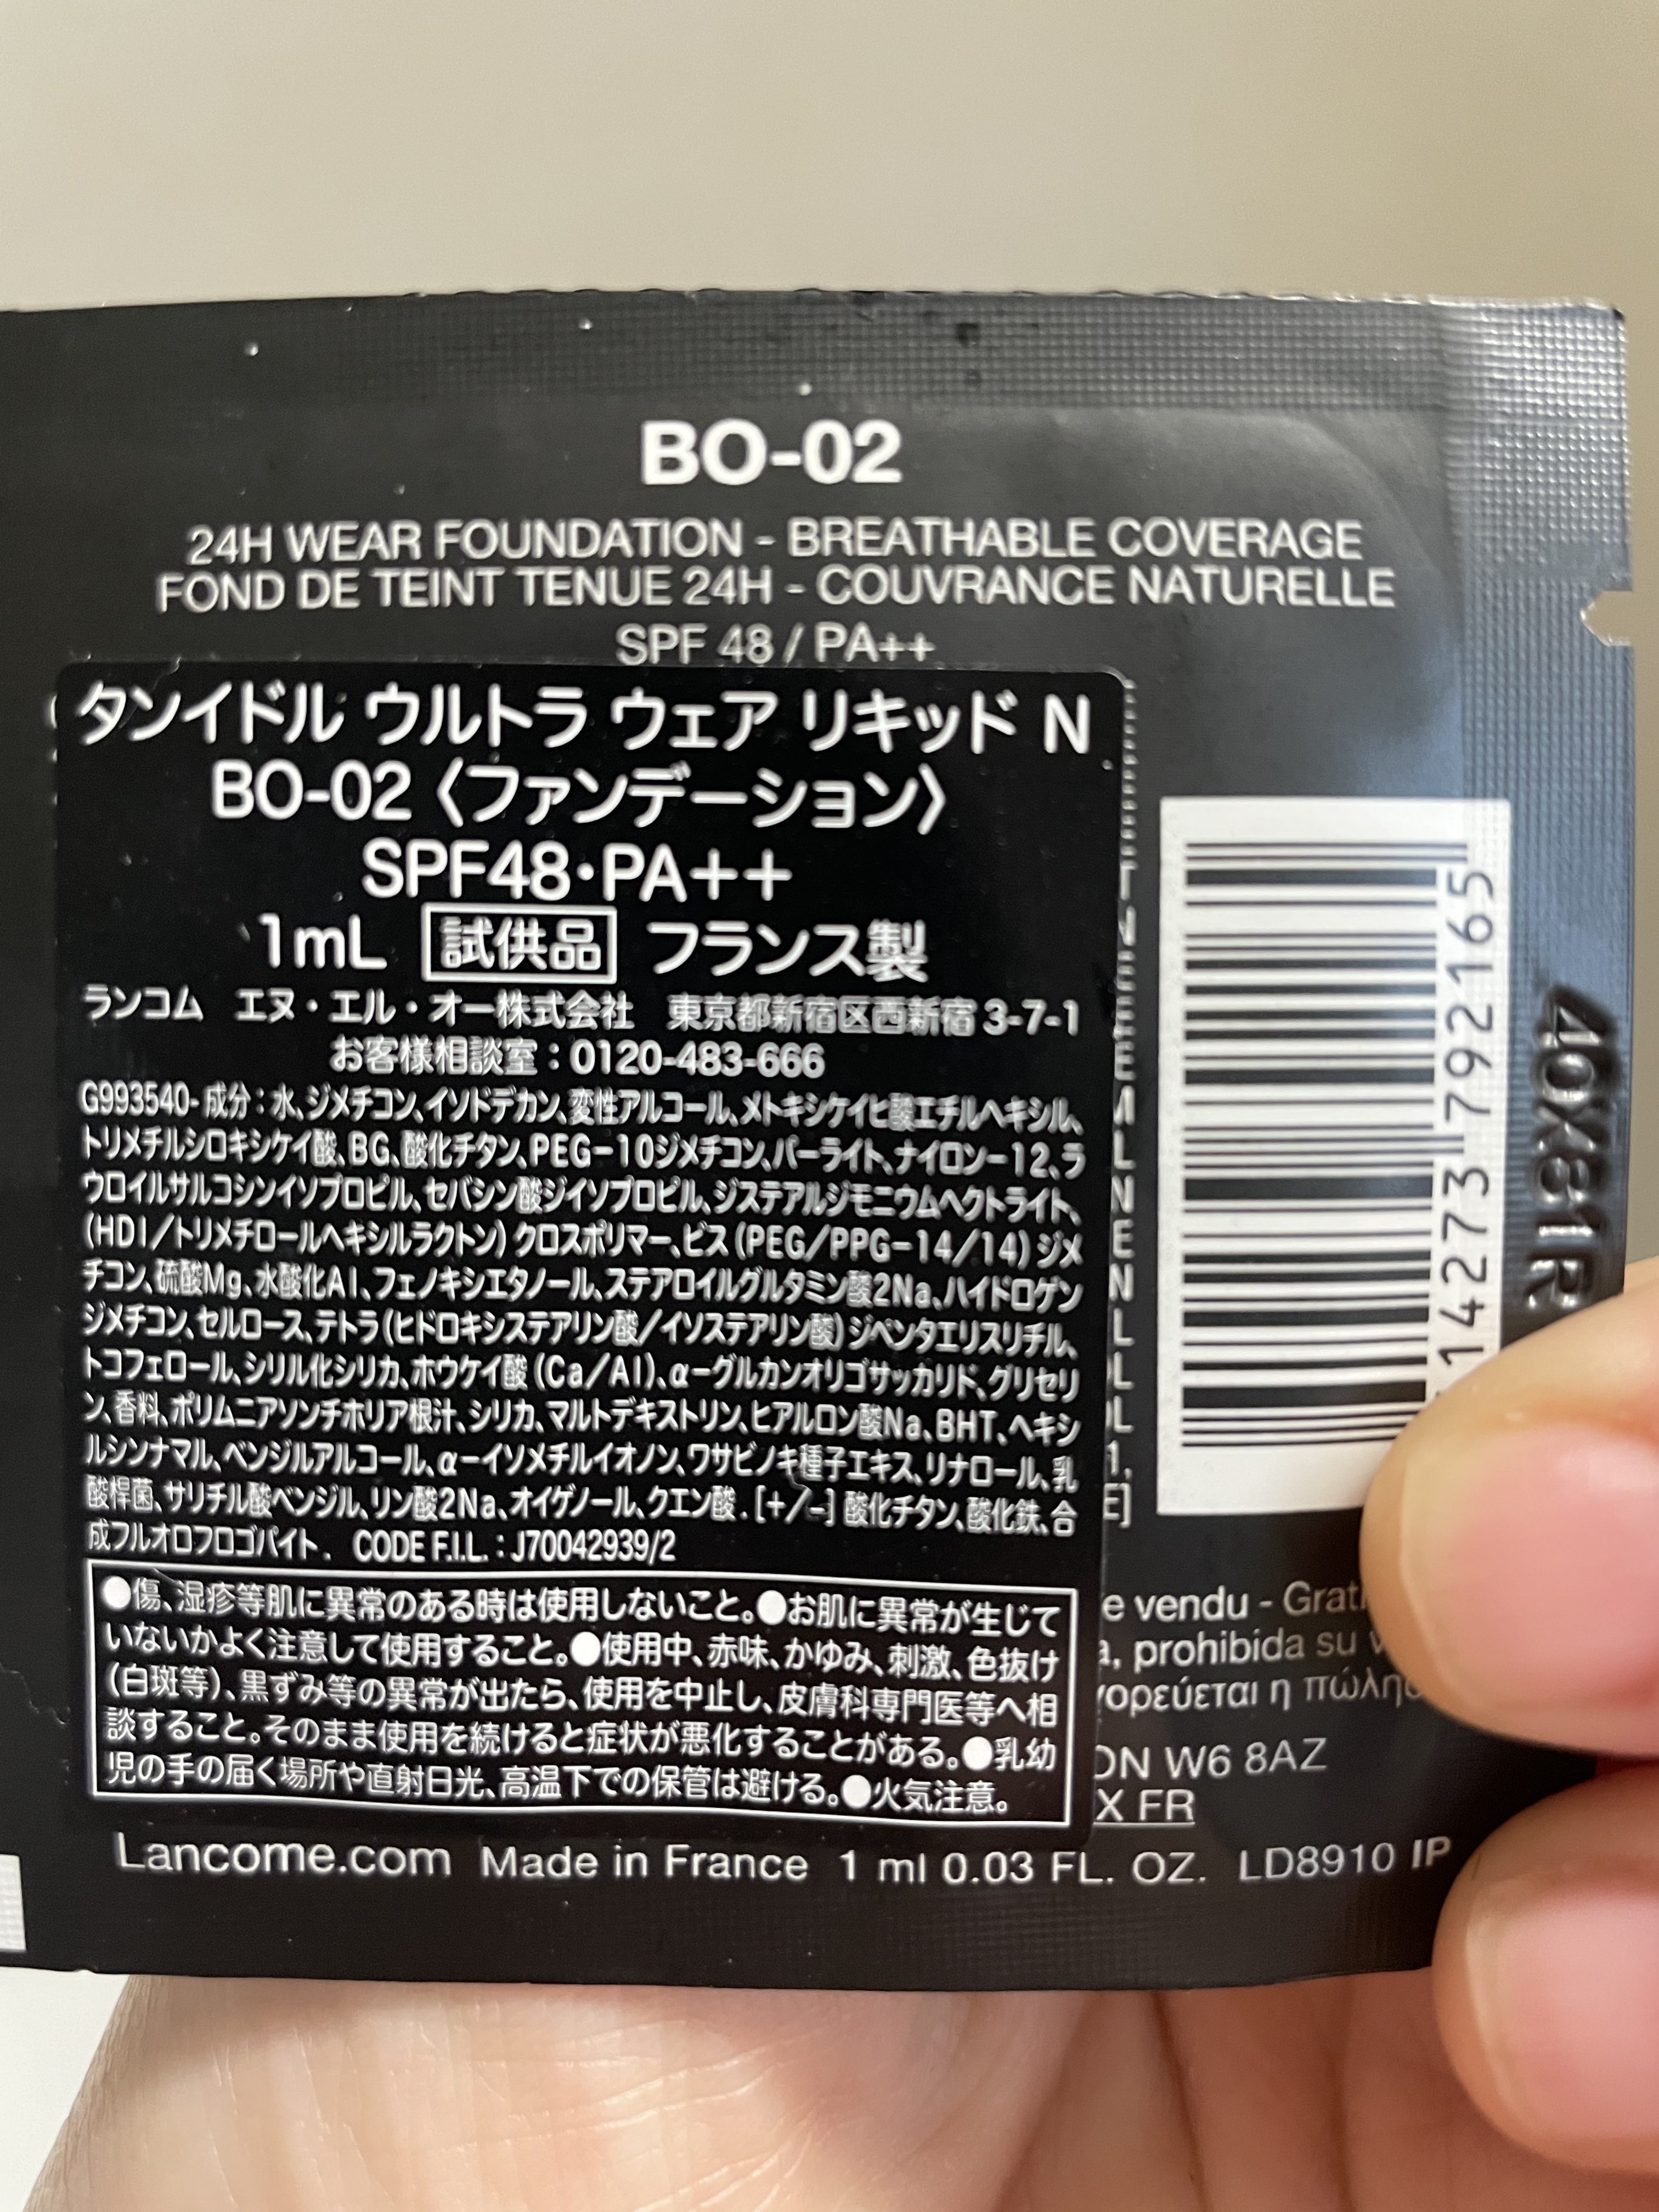 BO-02
24H WEAR FOUNDATION - BREATHABLE COVERAGE
FOND DE TEINT TENUE 24H - COUVRANCE NATURELLE
SPF 48 / PA++
タンイドル ウルトラ ウェア リキッド N
BO-02〈ファンデーション〉
SPF48・PA++
1mL 試供品 フランス製
ランコム エヌ・エル・オー株式会社 東京都新宿区西新宿 3-7-1
お客様相談室：0120-483-666
G993540- 成分：水、ジメチコン、イソドデカン、変性アルコール、メトキシケイヒ酸エチルヘキシル、
トリメチルシロキシケイ酸、BG、酸化チタン、PEG-10ジメチコン、パーライト、ナイロン-12、ラ
ウロイルサルコシンイソプロピル、セバシン酸ジイソプロピル、ジステアルジモニウムヘクトライト、
(HDI/トリメチロールヘキシルラクトン)クロスポリマー、ビス(PEG/PPG-14/14)ジメ
チコン、硫酸Mg、水酸化Al、フェノキシエタノール、ステアロイルグルタミン酸2Na、ハイドロゲン
ジメチコン、セルロース、テトラ(ヒドロキシステアリン酸/イソステアリン酸)ジペンタエリスリチル、
トコフェロール、シリル化シリカ、ホウケイ酸(Ca/Al)、α-グルカンオリゴサッカリド、グリセリ
ン、香料、ポリムニアソンチホリア根汁、シリカ、マルトデキストリン、ヒアルロン酸Na、BHT、ヘキシ
ルシンナマル、ベンジルアルコール、α-イソメチルイオノン、ワサビノキ種子エキス、リナロール、乳
酸桿菌、サリチル酸ベンジル、リン酸2Na、オイゲノール、クエン酸．[+/-]酸化チタン、酸化鉄、合
成フルオロフロゴパイト． CODE F.I.L.：J70042939/2
●傷、湿疹等肌に異常のある時は使用しないこと。●お肌に異常が生じて
いないかよく注意して使用すること。●使用中、赤味、かゆみ、刺激、色抜け
(白斑等)、黒ずみ等の異常が出たら、使用を中止し、皮膚科専門医等へ相
談すること。そのまま使用を続けると症状が悪化することがある。●乳幼
児の手の届く場所や直射日光、高温下での保管は避ける。●火気注意。
e vendu - Grat
, prohibida su
ορεύεται η πώλησ
ON W6 8AZ
X FR
Lancome.com Made in France 1 ml 0.03 FL. OZ. LD8910 IP
14273 792165
40X81R